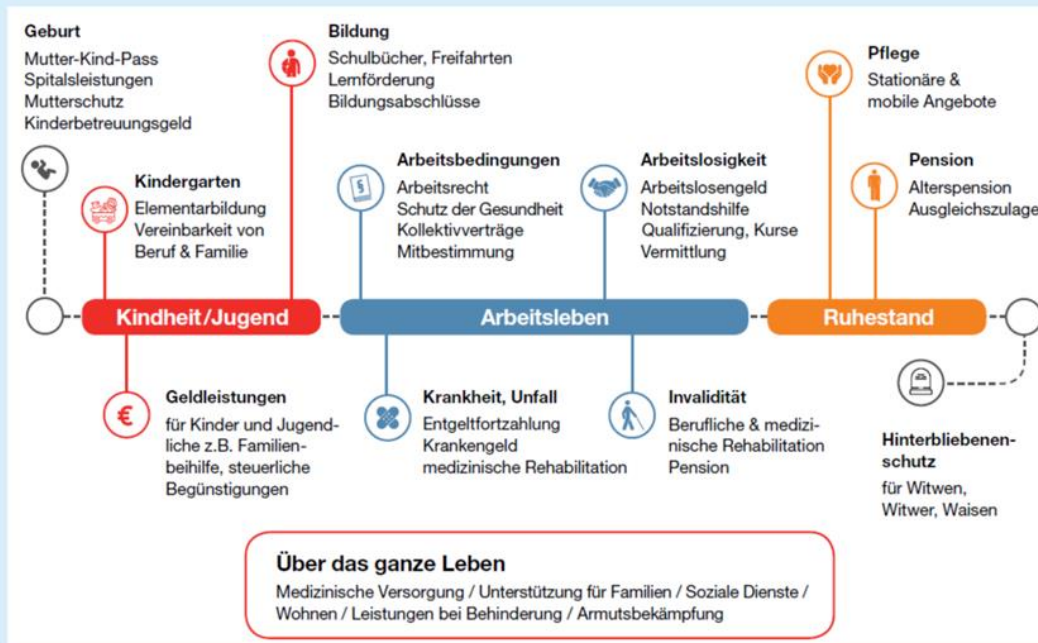 Geburt
Mutter-Kind-Pass
Spitalsleistungen
Mutterschutz
Kinderbetreuungsgeld
Bildung
Schulbücher, Freifahrten
Lernförderung
Bildungsabschlüsse
Pflege
Stationäre &
mobile Angebote
Kindergarten
Elementarbildung
Vereinbarkeit von
Beruf & Familie
§
Arbeitsbedingungen
Arbeitsrecht
Schutz der Gesundheit
Kollektivverträge
Mitbestimmung
Arbeitslosigkeit
Arbeitslosengeld
Notstandshilfe
Qualifizierung, Kurse
Vermittlung
Pension
Alterspension
Ausgleichszulage
Kindheit/Jugend
Arbeitsleben
Ruhestand
€
Geldleistungen
für Kinder und Jugend-
liche z.B. Familien-
beihilfe, steuerliche
Begünstigungen
Krankheit, Unfall
Entgeltfortzahlung
Krankengeld
medizinische Rehabilitation
Invalidität
Berufliche & medizi-
nische Rehabilitation
Pension
Hinterbliebenen-
schutz
für Witwen,
Witwer, Waisen
Über das ganze Leben
Medizinische Versorgung / Unterstützung für Familien / Soziale Dienste /
Wohnen / Leistungen bei Behinderung / Armutsbekämpfung